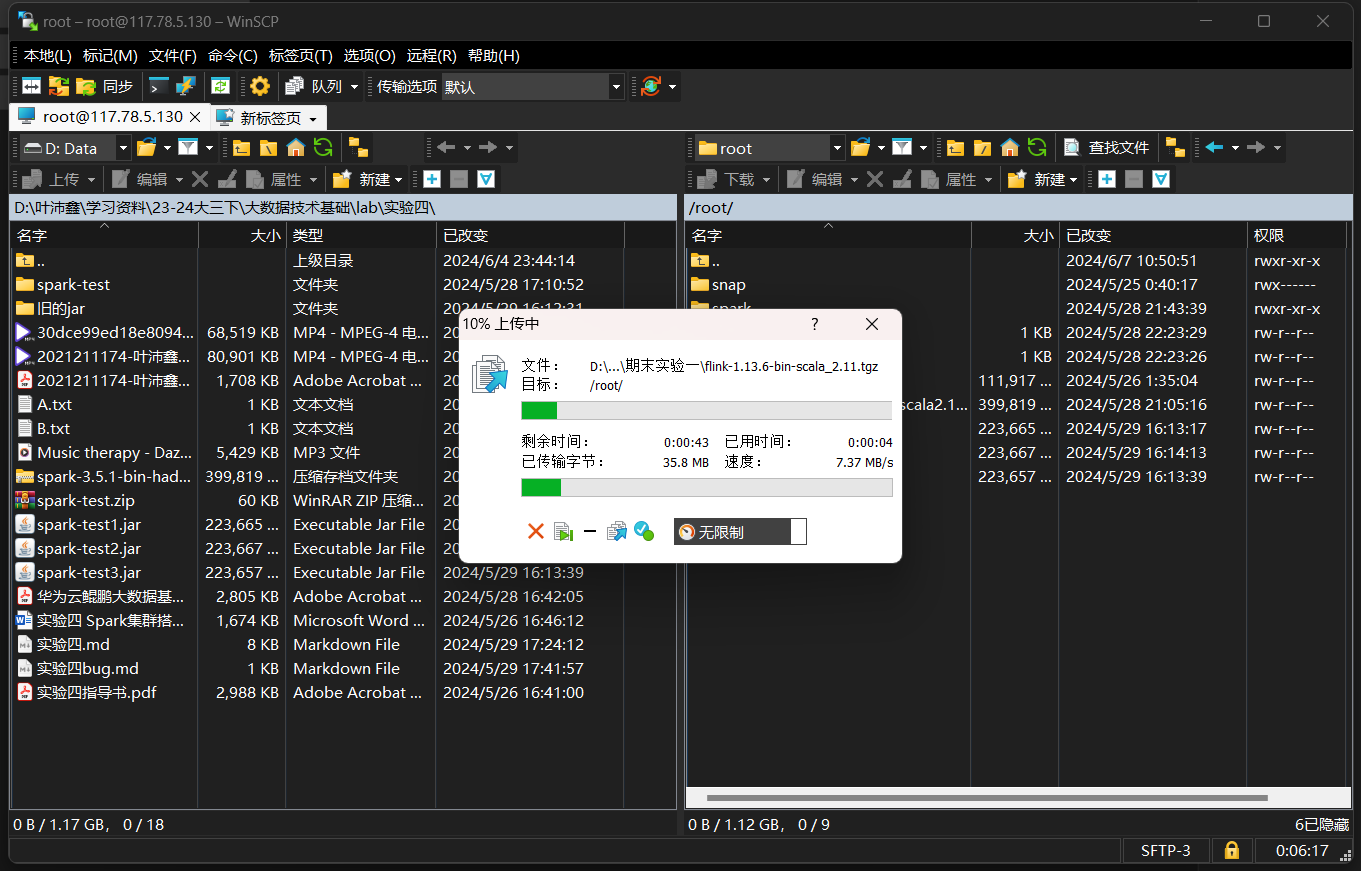 root – root@117.78.5.130 – WinSCP
本地(L) 标记(M) 文件(F) 命令(C) 标签页(T) 选项(O) 远程(R) 帮助(H)
同步 队列 传输选项 默认
root@117.78.5.130 新标签页
D: Data root 查找文件
上传 编辑 属性 新建 下载 编辑 属性 新建
D:\叶沛鑫\学习资料\23-24大三下\大数据技术基础\lab\实验四\
名字 大小 类型 已改变
.. 上级目录 2024/6/4 23:44:14
spark-test 文件夹 2024/5/28 17:10:52
旧的jar 文件夹 2024/5/29 16:12:31
30dce99ed18e8094... 68,519 KB MP4 - MPEG-4 电... 20
2021211174-叶沛鑫... 80,901 KB MP4 - MPEG-4 电... 20
2021211174-叶沛鑫... 1,708 KB Adobe Acrobat ... 20
A.txt 1 KB 文本文档 20
B.txt 1 KB 文本文档 20
Music therapy - Daz... 5,429 KB MP3 文件 20
spark-3.5.1-bin-had... 399,819 ... 压缩存档文件夹 20
spark-test.zip 60 KB WinRAR ZIP 压缩... 20
spark-test1.jar 223,665 ... Executable Jar File 20
spark-test2.jar 223,667 ... Executable Jar File 20
spark-test3.jar 223,657 ... Executable Jar File 2024/5/29 16:13:39
华为云鲲鹏大数据基... 2,805 KB Adobe Acrobat ... 2024/5/28 16:42:05
实验四 Spark集群搭... 1,674 KB Microsoft Word ... 2024/5/26 16:46:12
实验四.md 8 KB Markdown File 2024/5/29 17:24:12
实验四bug.md 1 KB Markdown File 2024/5/29 17:41:57
实验四指导书.pdf 2,988 KB Adobe Acrobat ... 2024/5/26 16:41:00
0 B / 1.17 GB, 0 / 18
/root/
名字 大小 已改变 权限
.. 2024/6/7 10:50:51 rwxr-xr-x
snap 2024/5/25 0:40:17 rwx------
spark 2024/5/28 21:43:39 rwxr-xr-x
1 KB 2024/5/28 22:23:29 rw-r--r--
1 KB 2024/5/28 22:23:26 rw-r--r--
111,917 ... 2024/5/26 1:35:04 rw-r--r--
scala2.1... 399,819 ... 2024/5/28 21:05:16 rw-r--r--
223,665 ... 2024/5/29 16:13:17 rw-r--r--
223,667 ... 2024/5/29 16:14:13 rw-r--r--
223,657 ... 2024/5/29 16:13:39 rw-r--r--
0 B / 1.12 GB, 0 / 9 6已隐藏
10% 上传中 ?
文件: D:\...\期末实验一\flink-1.13.6-bin-scala_2.11.tgz
目标: /root/
剩余时间: 0:00:43 已用时间: 0:00:04
已传输字节: 35.8 MB 速度: 7.37 MB/s
无限制
SFTP-3 0:06:17